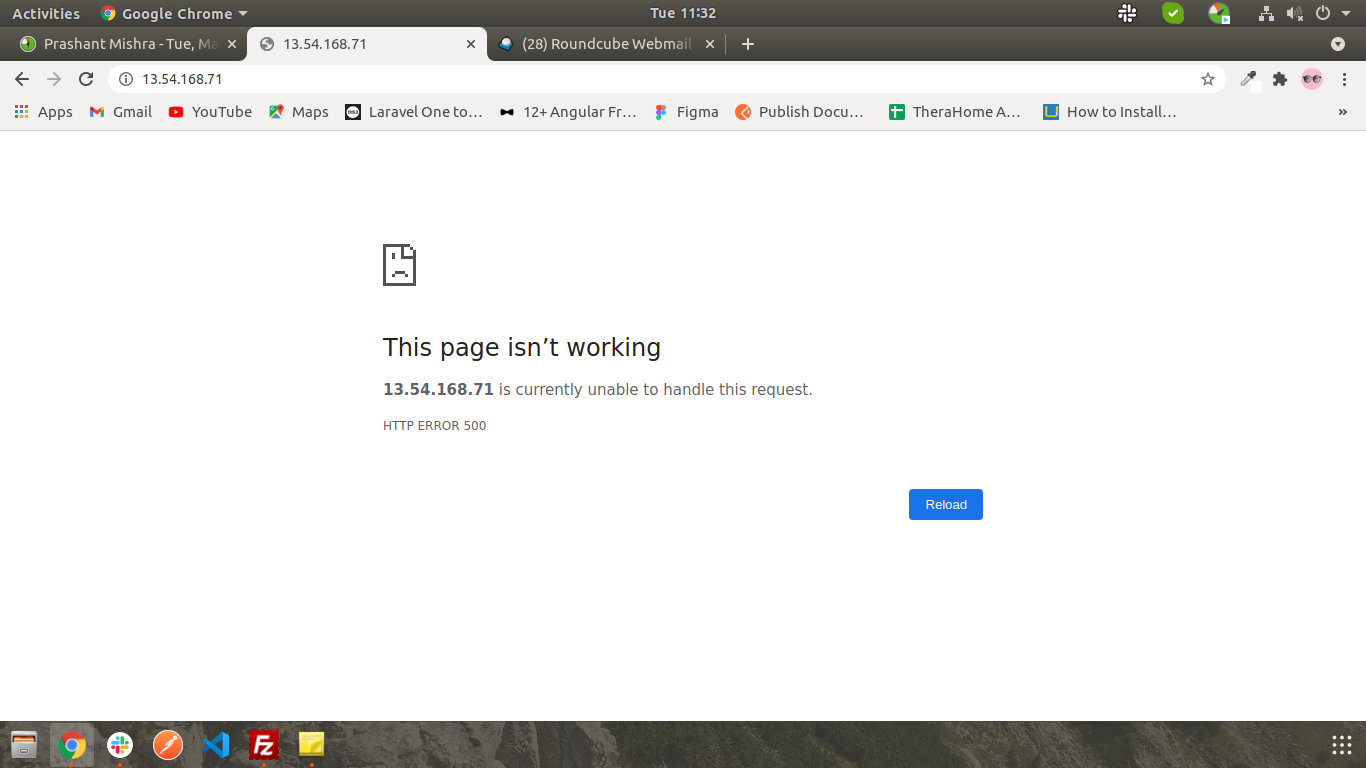 Activities Google Chrome Tue 11:32
Prashant Mishra - Tue, Ma 13.54.168.71 (28) Roundcube Webmail
13.54.168.71
Apps Gmail YouTube Maps Laravel One to... 12+ Angular Fr... Figma Publish Docu... TheraHome A... How to Install... »
This page isn’t working
13.54.168.71 is currently unable to handle this request.
HTTP ERROR 500
Reload